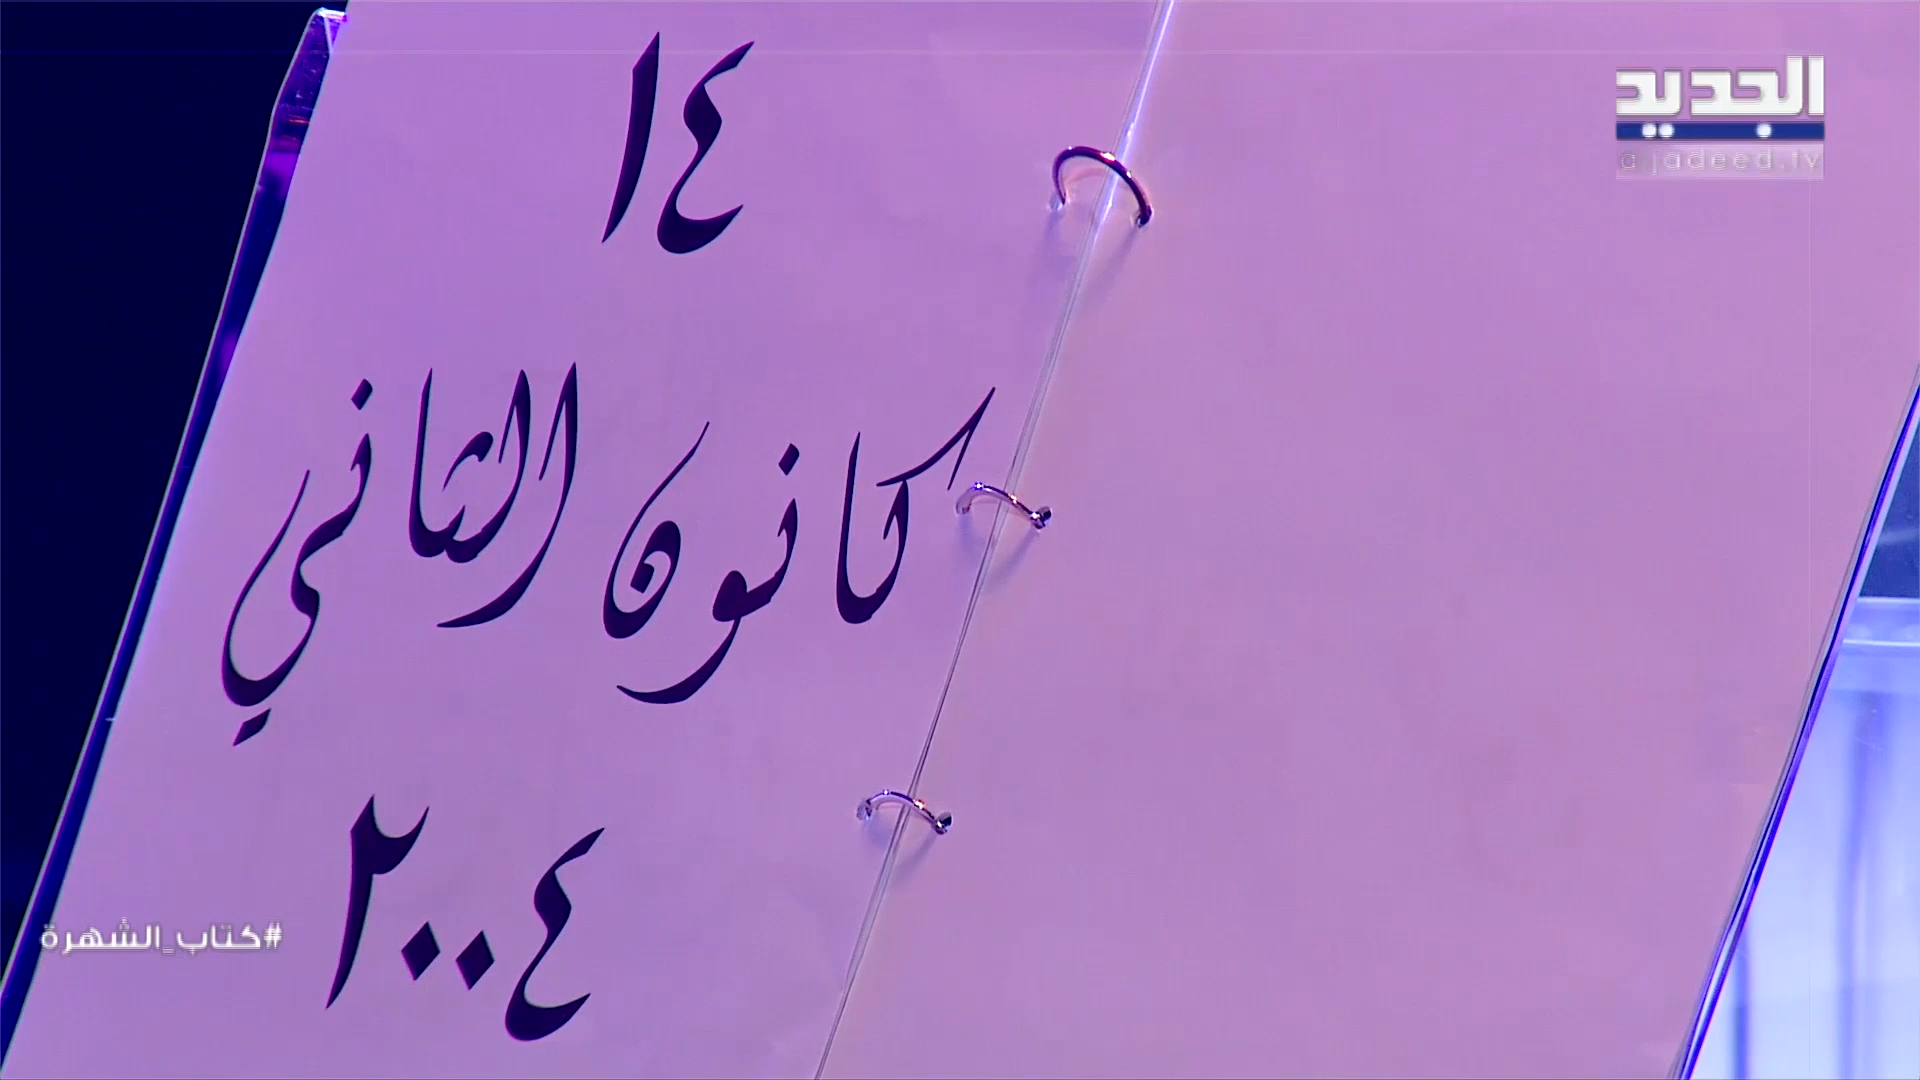 ١٤
كانون الثاني
٢٠٠٤
الجديد
aljadeed.tv
#كتاب_الشهرة